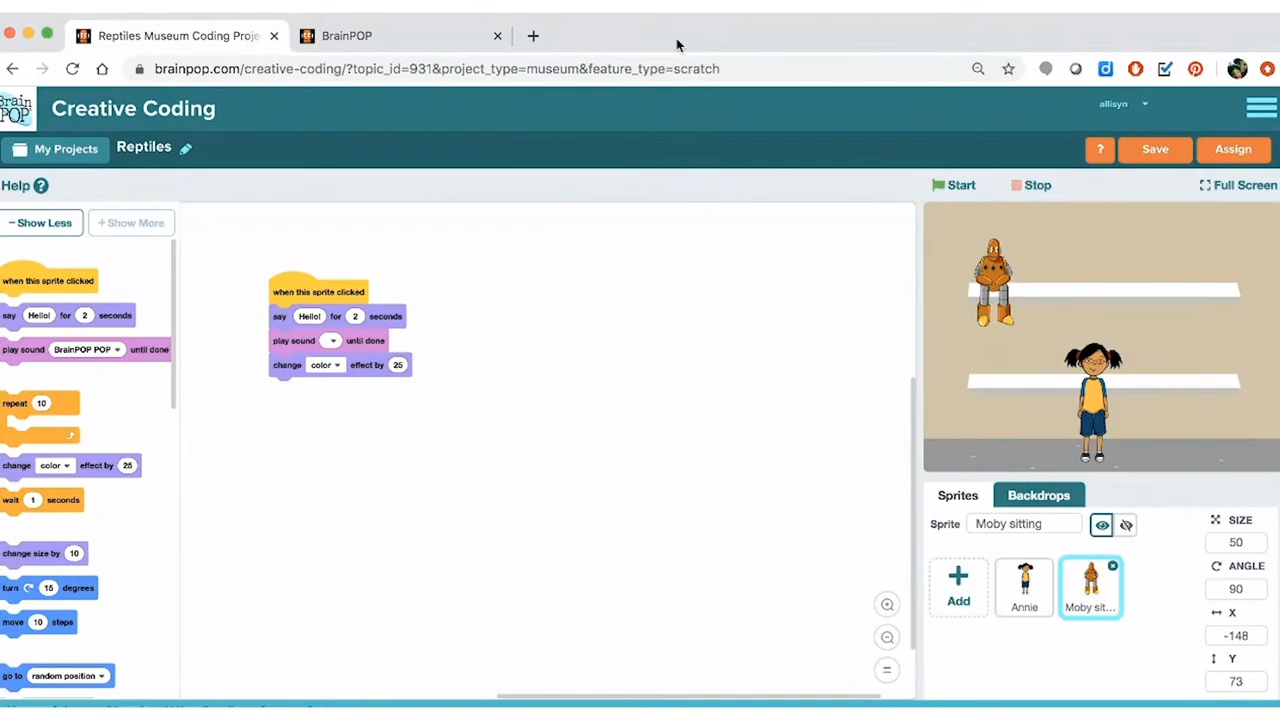 Reptiles Museum Coding Proje
BrainPOP
brainpop.com/creative-coding/?topic_id=931&project_type=museum&feature_type=scratch
Brain
POP
Creative Coding
allisyn
My Projects
Reptiles
?
Save
Assign
Help ?
Start
Stop
Full Screen
− Show Less
+ Show More
when this sprite clicked
say Hello! for 2 seconds
play sound BrainPOP POP until done
repeat 10
change color effect by 25
wait 1 seconds
change size by 10
turn 15 degrees
move 10 steps
go to random position
when this sprite clicked
say Hello! for 2 seconds
play sound until done
change color effect by 25
Sprites
Backdrops
Sprite
Moby sitting
SIZE
50
ANGLE
90
X
-148
Y
73
Add
Annie
Moby sit...